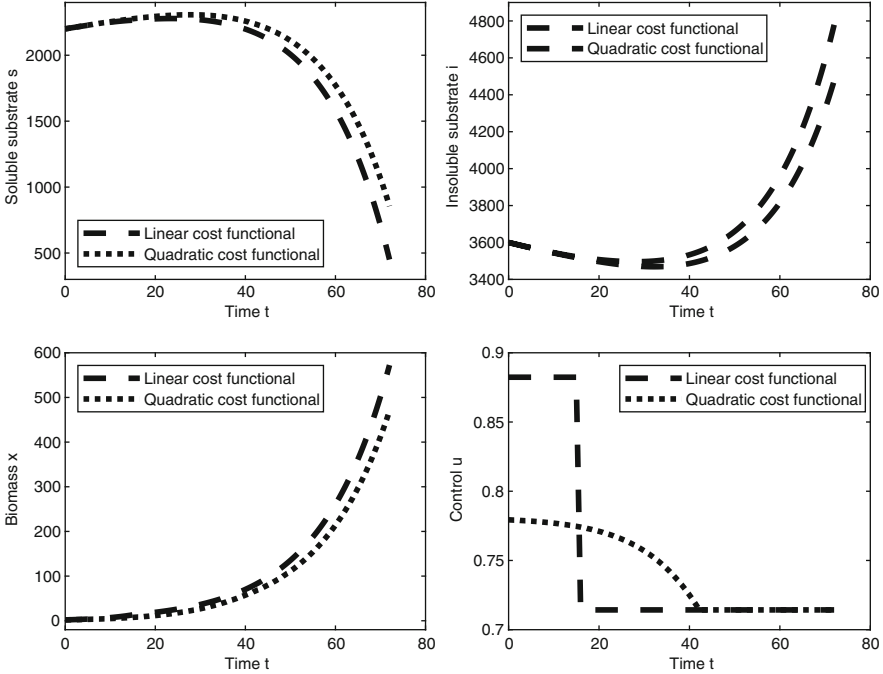 Soluble substrate s
2000
1500
1000
500
Linear cost functional
Quadratic cost functional
0 20 40 60 80
Time t
Insoluble substrate i
4800
4600
4400
4200
4000
3800
3600
3400
Linear cost functional
Quadratic cost functional
0 20 40 60 80
Time t
Biomass x
600
500
400
300
200
100
0
Linear cost functional
Quadratic cost functional
0 20 40 60 80
Time t
Control u
0.9
0.85
0.8
0.75
0.7
Linear cost functional
Quadratic cost functional
0 20 40 60 80
Time t